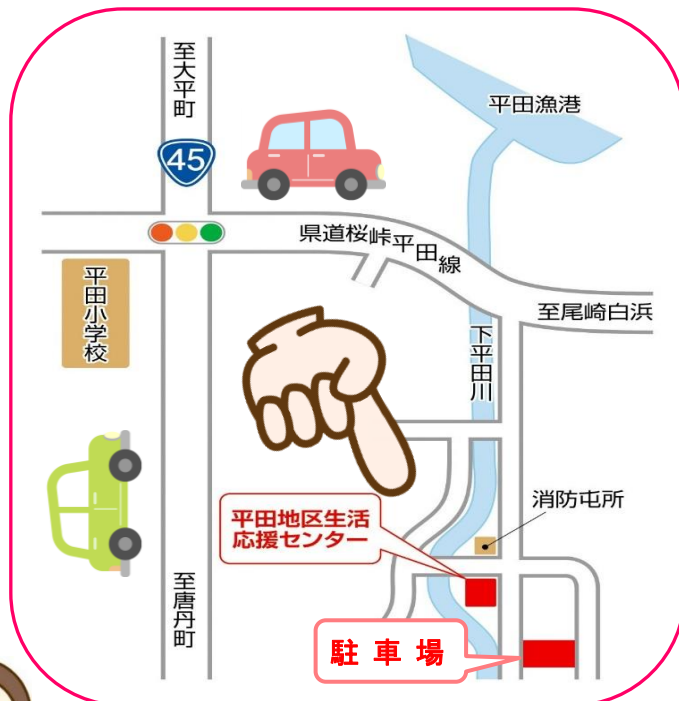 至大平町
45
平田漁港
県道桜峠平田線
平田小学校
至尾崎白浜
下平田川
消防屯所
平田地区生活
応援センター
至唐丹町
駐車場